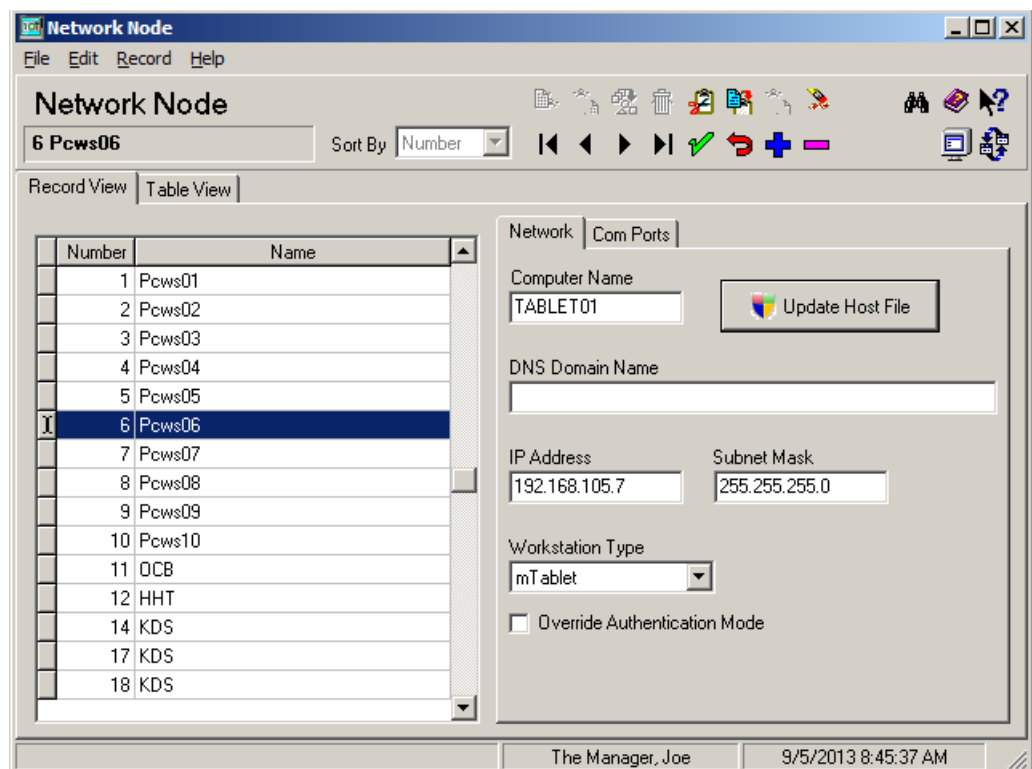 Network Node
File Edit Record Help
Network Node
6 Pcws06
Sort By Number
Record View Table View
Number Name
1 Pcws01
2 Pcws02
3 Pcws03
4 Pcws04
5 Pcws05
6 Pcws06
7 Pcws07
8 Pcws08
9 Pcws09
10 Pcws10
11 OCB
12 HHT
14 KDS
17 KDS
18 KDS
Network Com Ports
Computer Name
TABLET01
Update Host File
DNS Domain Name
IP Address Subnet Mask
192.168.105.7 255.255.255.0
Workstation Type
mTablet
Override Authentication Mode
The Manager, Joe 9/5/2013 8:45:37 AM